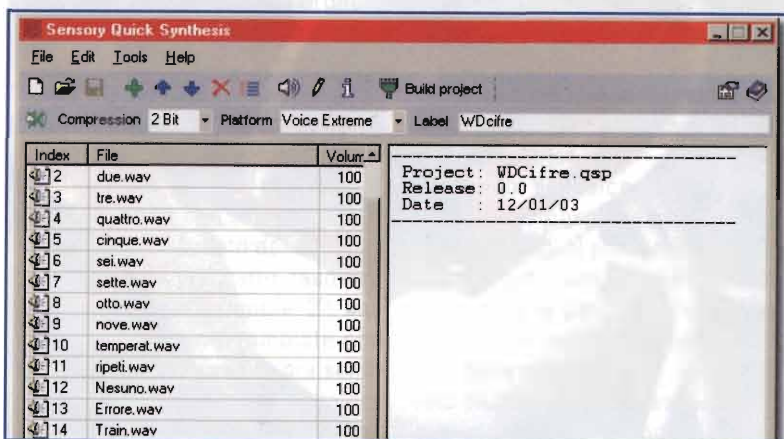 Sensory Quick Synthesis
File Edit Tools Help
Build project
Compression 2 Bit Platform Voice Extreme Label WDcifre
Index File Volum
2 due.wav 100
3 tre.wav 100
4 quattro.wav 100
5 cinque.wav 100
6 sei.wav 100
7 sette.wav 100
8 otto.wav 100
9 nove.wav 100
10 temperat.wav 100
11 ripeti.wav 100
12 Nesuno.wav 100
13 Errore.wav 100
14 Train.wav 100
Project: WDCifre.qsp
Release: 0.0
Date : 12/01/03